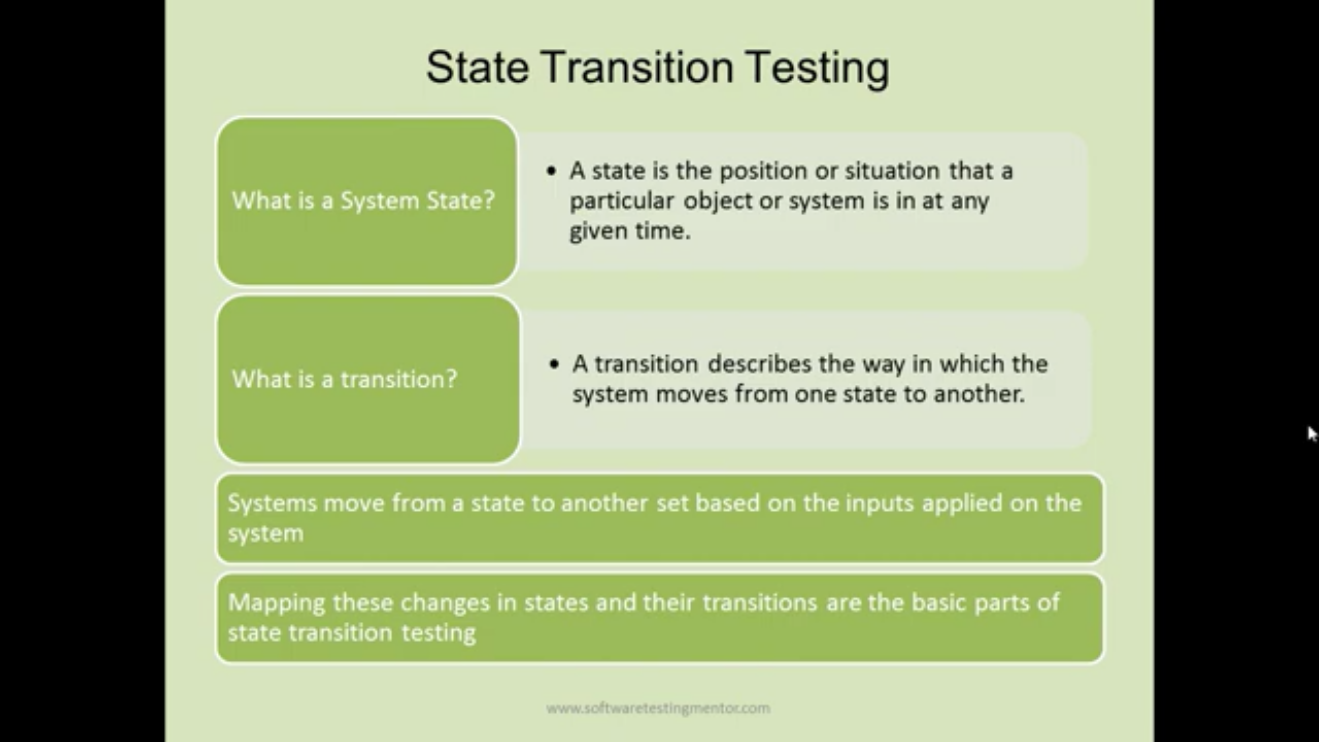 State Transition Testing
What is a System State?
• A state is the position or situation that a
particular object or system is in at any
given time.
What is a transition?
• A transition describes the way in which the
system moves from one state to another.
Systems move from a state to another set based on the inputs applied on the
system
Mapping these changes in states and their transitions are the basic parts of
state transition testing
www.softwaretestingmentor.com